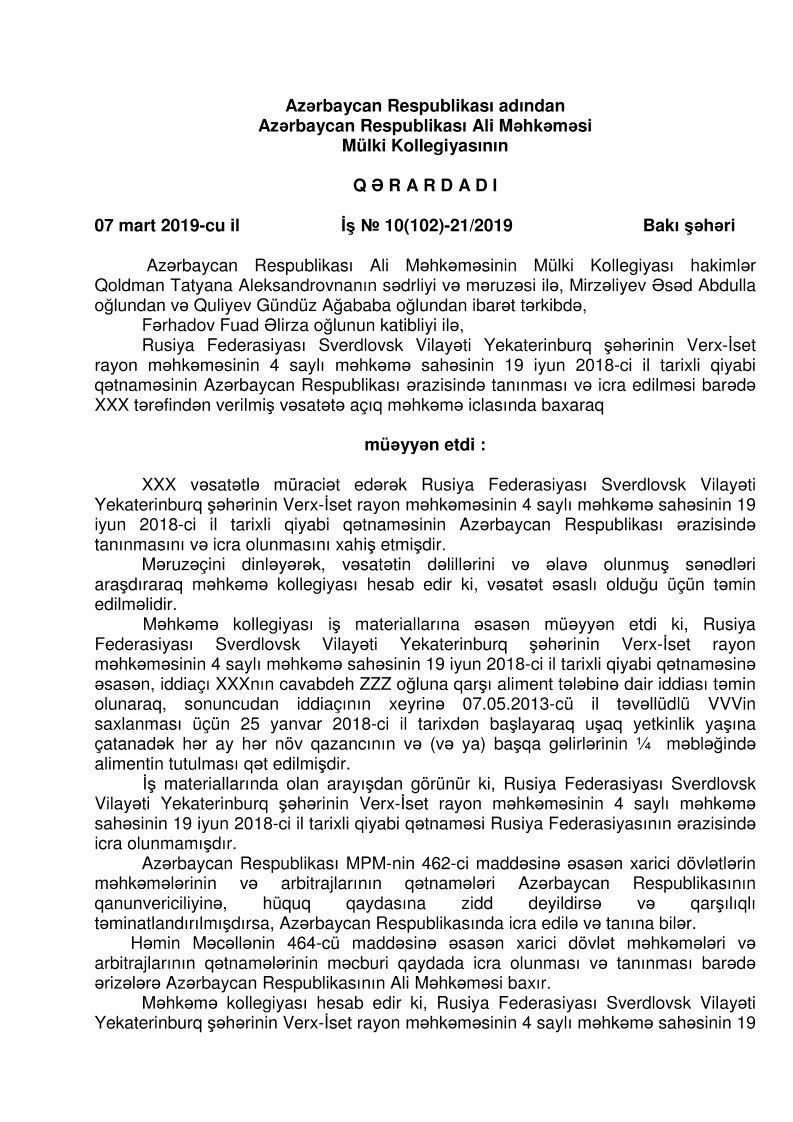 Azərbaycan Respublikası adından
Azərbaycan Respublikası Ali Məhkəməsi
Mülki Kollegiyasının
Q Ə R A R D A D I
07 mart 2019-cu il İş № 10(102)-21/2019 Bakı şəhəri
Azərbaycan Respublikası Ali Məhkəməsinin Mülki Kollegiyası hakimlər
Qoldman Tatyana Aleksandrovnanın sədrliyi və məruzəsi ilə, Mirzəliyev Əsəd Abdulla
oğlundan və Quliyev Gündüz Ağababa oğlundan ibarət tərkibdə,
Fərhadov Fuad Əlirza oğlunun katibliyi ilə,
Rusiya Federasiyası Sverdlovsk Vilayəti Yekaterinburq şəhərinin Verx-İset
rayon məhkəməsinin 4 saylı məhkəmə sahəsinin 19 iyun 2018-ci il tarixli qiyabi
qətnaməsinin Azərbaycan Respublikası ərazisində tanınması və icra edilməsi barədə
XXX tərəfindən verilmiş vəsatətə açıq məhkəmə iclasında baxaraq
müəyyən etdi :
XXX vəsatətlə müraciət edərək Rusiya Federasiyası Sverdlovsk Vilayəti
Yekaterinburq şəhərinin Verx-İset rayon məhkəməsinin 4 saylı məhkəmə sahəsinin 19
iyun 2018-ci il tarixli qiyabi qətnaməsinin Azərbaycan Respublikası ərazisində
tanınmasını və icra olunmasını xahiş etmişdir.
Məruzəçini dinləyərək, vəsatətin dəlillərini və əlavə olunmuş sənədləri
araşdıraraq məhkəmə kollegiyası hesab edir ki, vəsatət əsaslı olduğu üçün təmin
edilməlidir.
Məhkəmə kollegiyası iş materiallarına əsasən müəyyən etdi ki, Rusiya
Federasiyası Sverdlovsk Vilayəti Yekaterinburq şəhərinin Verx-İset rayon
məhkəməsinin 4 saylı məhkəmə sahəsinin 19 iyun 2018-ci il tarixli qiyabi qətnaməsinə
əsasən, iddiaçı XXXnın cavabdeh ZZZ oğluna qarşı aliment tələbinə dair iddiası təmin
olunaraq, sonuncudan iddiaçının xeyrinə 07.05.2013-cü il təvəllüdlü VVVin
saxlanması üçün 25 yanvar 2018-ci il tarixdən başlayaraq uşaq yetkinlik yaşına
çatanadək hər ay hər növ qazancının və (və ya) başqa gəlirlərinin ¼ məbləğində
alimentin tutulması qət edilmişdir.
İş materiallarında olan arayışdan görünür ki, Rusiya Federasiyası Sverdlovsk
Vilayəti Yekaterinburq şəhərinin Verx-İset rayon məhkəməsinin 4 saylı məhkəmə
sahəsinin 19 iyun 2018-ci il tarixli qiyabi qətnaməsi Rusiya Federasiyasının ərazisində
icra olunmamışdır.
Azərbaycan Respublikası MPM-nin 462-ci maddəsinə əsasən xarici dövlətlərin
məhkəmələrinin və arbitrajlarının qətnamələri Azərbaycan Respublikasının
qanunvericiliyinə, hüquq qaydasına zidd deyildirsə və qarşılıqlı
təminatlandırılmışdırsa, Azərbaycan Respublikasında icra edilə və tanına bilər.
Həmin Məcəllənin 464-cü maddəsinə əsasən xarici dövlət məhkəmələri və
arbitrajlarının qətnamələrinin məcburi qaydada icra olunması və tanınması barədə
ərizələrə Azərbaycan Respublikasının Ali Məhkəməsi baxır.
Məhkəmə kollegiyası hesab edir ki, Rusiya Federasiyası Sverdlovsk Vilayəti
Yekaterinburq şəhərinin Verx-İset rayon məhkəməsinin 4 saylı məhkəmə sahəsinin 19